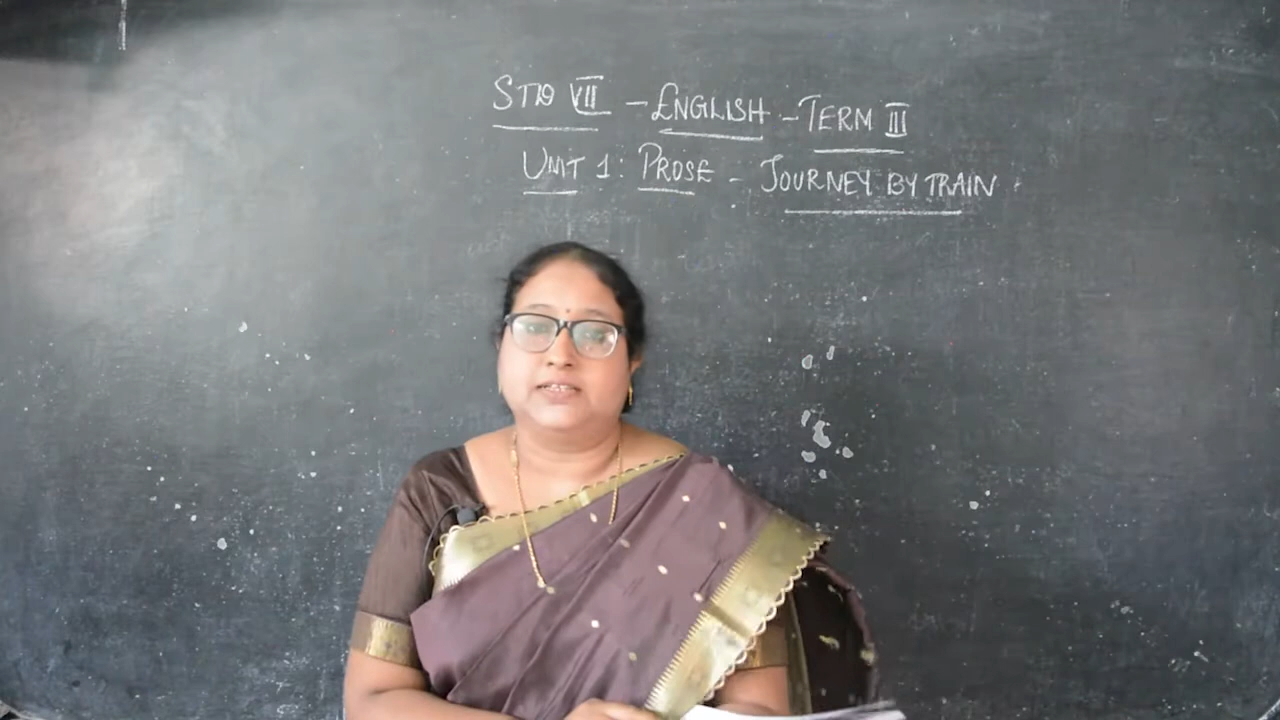 STD VII - ENGLISH - TERM III
UNIT 1: PROSE - JOURNEY BY TRAIN